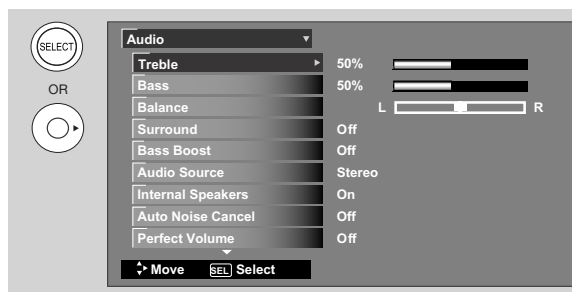 SELECT
OR
Audio
Treble 50%
Bass 50%
Balance L R
Surround Off
Bass Boost Off
Audio Source Stereo
Internal Speakers On
Auto Noise Cancel Off
Perfect Volume Off
Move SEL Select